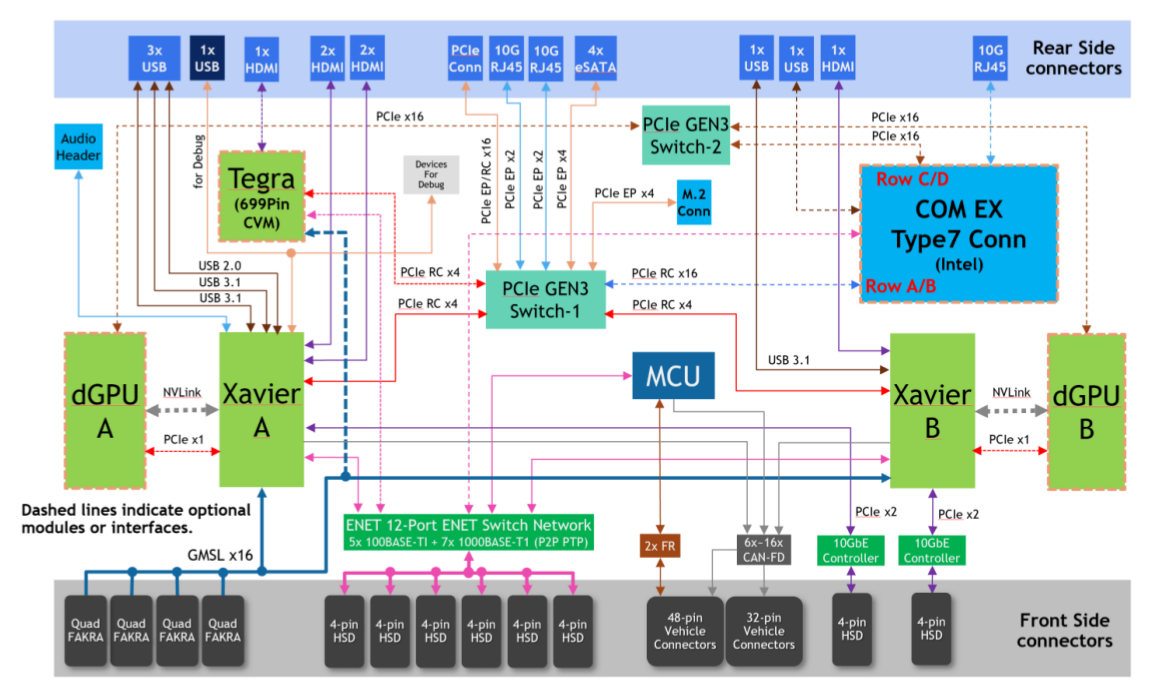 3x
USB
1x
USB
1x
HDMI
2x
HDMI
2x
HDMI
PCIe
Conn
10G
RJ45
10G
RJ45
4x
eSATA
1x
USB
1x
USB
1x
HDMI
10G
RJ45
Rear Side
connectors
Audio
Header
for Debug
PCIe x16
PCIe GEN3
Switch-2
PCIe x16
PCIe x16
Tegra
(699Pin
CVM)
Devices
For
Debug
PCIe EP/RC x16
PCIe EP x2
PCIe EP x2
PCIe EP x4
PCIe EP x4
M.2
Conn
Row C/D
COM EX
Type7 Conn
(Intel)
Row A/B
USB 2.0
USB 3.1
USB 3.1
PCIe RC x4
PCIe RC x4
PCIe GEN3
Switch-1
PCIe RC x16
PCIe RC x4
USB 3.1
dGPU
A
NVLink
PCIe x1
Xavier
A
MCU
Xavier
B
NVLink
PCIe x1
dGPU
B
Dashed lines indicate optional
modules or interfaces.
GMSL x16
ENET 12-Port ENET Switch Network
5x 100BASE-TI + 7x 1000BASE-T1 (P2P PTP)
2x FR
6x~16x
CAN-FD
PCIe x2
10GbE
Controller
PCIe x2
10GbE
Controller
Quad
FAKRA
Quad
FAKRA
Quad
FAKRA
Quad
FAKRA
4-pin
HSD
4-pin
HSD
4-pin
HSD
4-pin
HSD
4-pin
HSD
4-pin
HSD
48-pin
Vehicle
Connectors
32-pin
Vehicle
Connectors
4-pin
HSD
4-pin
HSD
Front Side
connectors